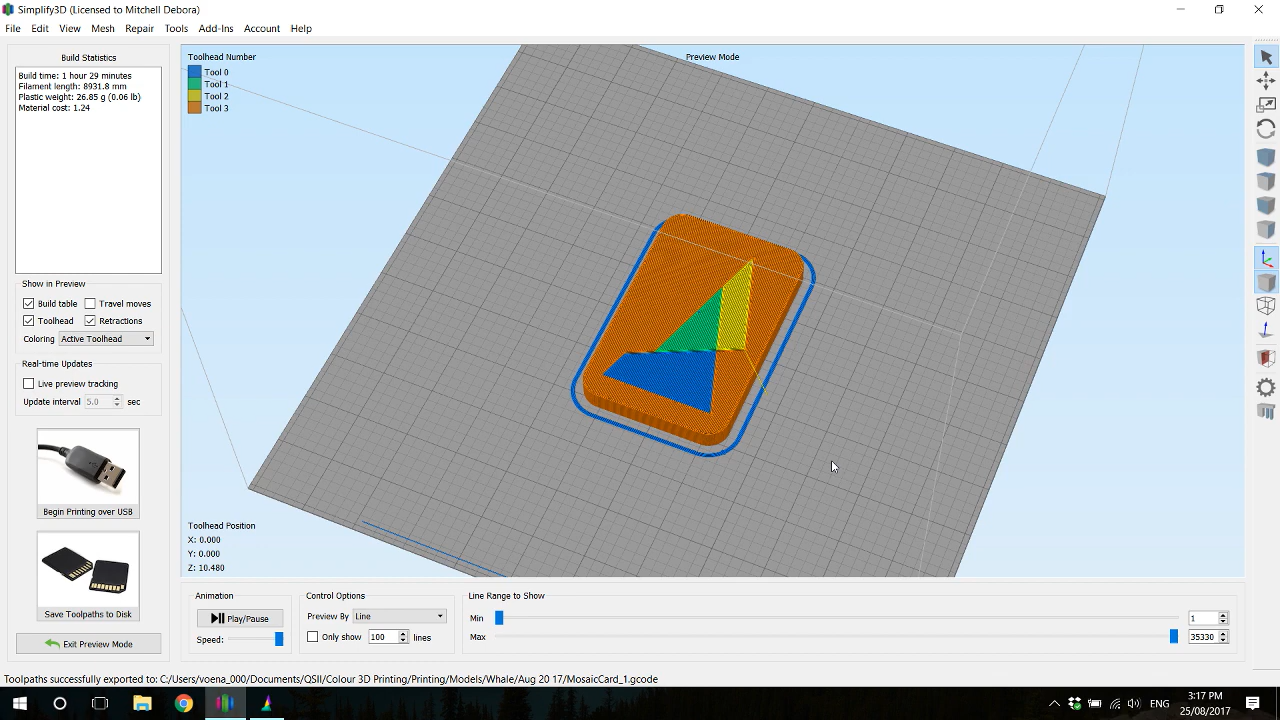 Simplify3D (Licensed to Mitchell Debora)
File Edit View Mesh Repair Tools Add-Ins Account Help
Build Statistics
Build time: 1 hour 29 minutes
Filament length: 8931.8 mm
Plastic weight: 26.85 g (0.06 lb)
Material cost: 1.24
Show in Preview
Build table Travel moves
Toolhead Retractions
Coloring Active Toolhead
Real-time Updates
Live preview tracking
Update interval 5.0 sec
Begin Printing over USB
Save Toolpaths to Disk
Exit Preview Mode
Toolhead Number
Tool 0
Tool 1
Tool 2
Tool 3
Preview Mode
Toolhead Position
X: 0.000
Y: 0.000
Z: 10.480
Animation
Play/Pause
Speed:
Control Options
Preview By Line
Only show 100 lines
Line Range to Show
Min 1
Max 35330
Toolpaths successfully exported to: C:/Users/voena_000/Documents/QSII/Colour 3D Printing/Printing/Models/Whale/Aug 20 17/MosaicCard_1.gcode
ENG
3:17 PM
25/08/2017